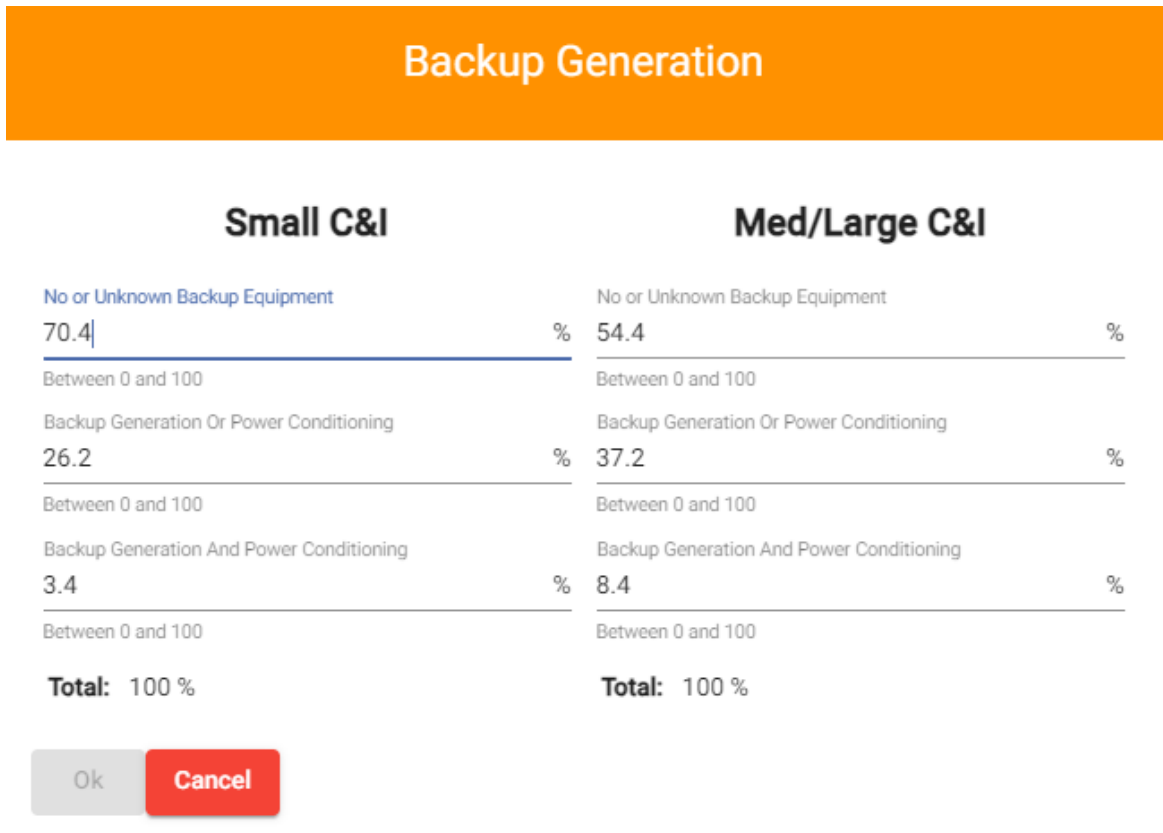 Backup Generation
Small C&I
No or Unknown Backup Equipment
70.4 %
Between 0 and 100
Backup Generation Or Power Conditioning
26.2 %
Between 0 and 100
Backup Generation And Power Conditioning
3.4 %
Between 0 and 100
Total: 100 %
Med/Large C&I
No or Unknown Backup Equipment
54.4 %
Between 0 and 100
Backup Generation Or Power Conditioning
37.2 %
Between 0 and 100
Backup Generation And Power Conditioning
8.4 %
Between 0 and 100
Total: 100 %
Ok
Cancel